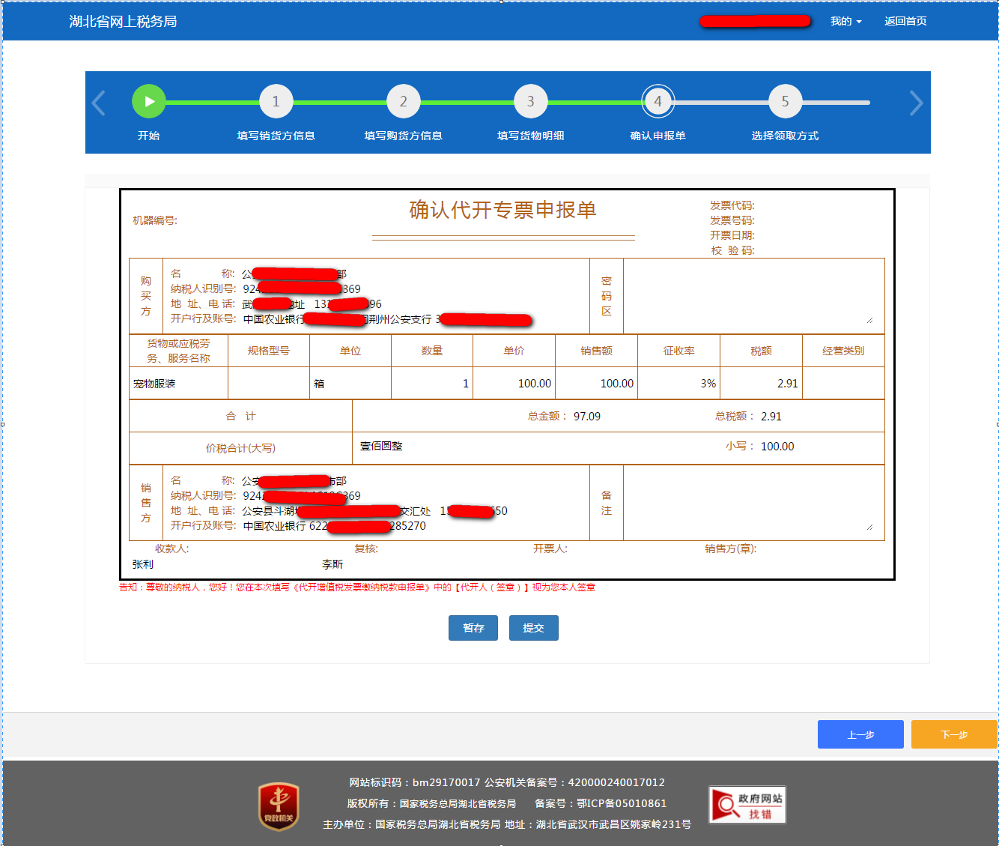 湖北省网上税务局
我的 返回首页
1 2 3 4 5
开始 填写销货方信息 填写购货方信息 填写货物明细 确认申报单 选择领取方式
确认代开专票申报单
机器编号:
发票代码:
发票号码:
开票日期:
校 验 码:
购买方
名 称: 公 部
纳税人识别号: 924 369
地 址、电 话: 武 地址 131 96
开户行及账号: 中国农业银行 荆州公安支行 3
密码区
货物或应税劳务、服务名称 规格型号 单位 数量 单价 销售额 征收率 税额 经营类别
宠物服装 箱 1 100.00 100.00 3% 2.91
合 计 总金额： 97.09 总税额： 2.91
价税合计(大写) 壹佰圆整 小写： 100.00
销售方
名 称: 公安 市部
纳税人识别号: 924 369
地 址、电 话: 公安县斗湖 交汇处 15 650
开户行及账号: 中国农业银行 622 285270
备注
收款人: 复核: 开票人: 销售方(章):
张利 李斯
告知：尊敬的纳税人，您好！您在本次填写《代开增值税发票缴纳税款申报单》中的【代开人（签章）】视为您本人签章
暂存 提交
上一步 下一步
网站标识码：bm29170017 公安机关备案号：420000240017012
版权所有：国家税务总局湖北省税务局 备案号：鄂ICP备05010861
主办单位：国家税务总局湖北省税务局 地址：湖北省武汉市武昌区姚家岭231号
党政机关
政府网站
找错